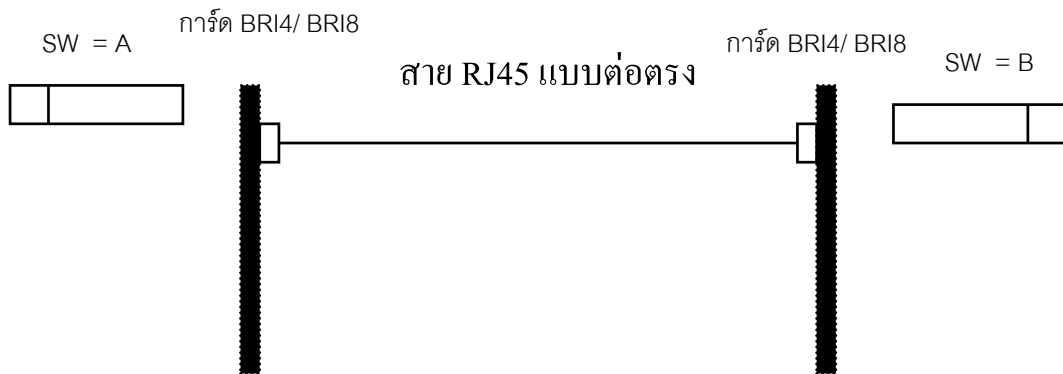 การ์ด BRI4/ BRI8
SW = A
การ์ด BRI4/ BRI8
SW = B
สาย RJ45 แบบต่อตรง